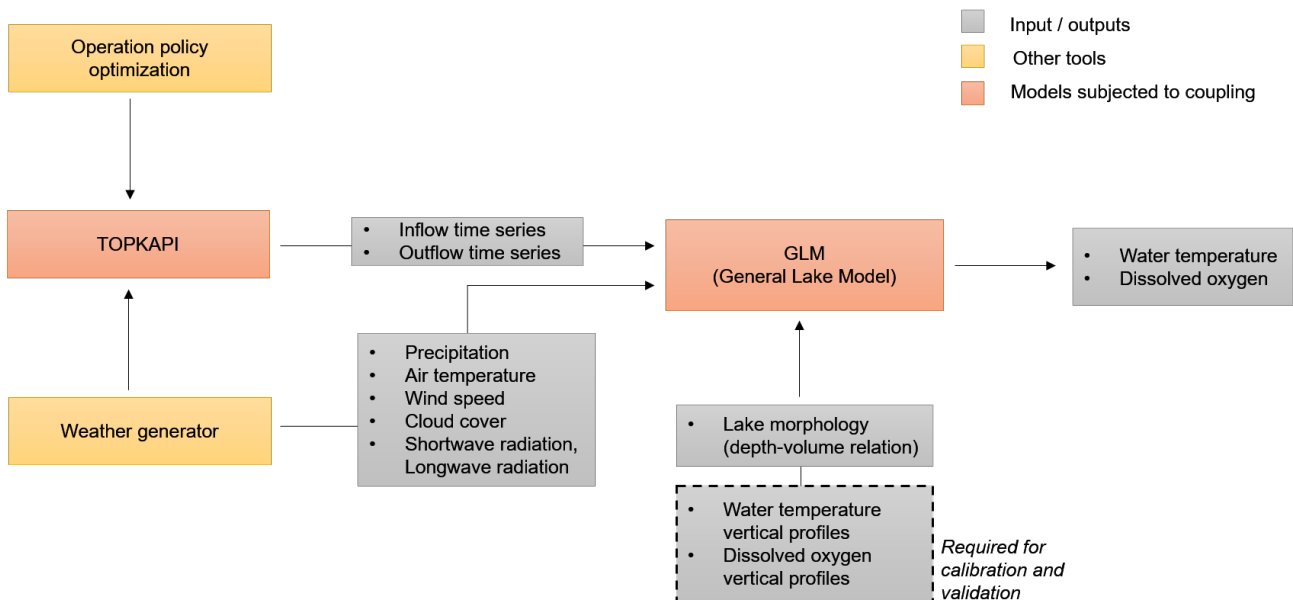 Operation policy
optimization
Input / outputs
Other tools
Models subjected to coupling
TOPKAPI
• Inflow time series
• Outflow time series
GLM
(General Lake Model)
• Water temperature
• Dissolved oxygen
Weather generator
• Precipitation
• Air temperature
• Wind speed
• Cloud cover
• Shortwave radiation,
Longwave radiation
• Lake morphology
(depth-volume relation)
• Water temperature
vertical profiles
• Dissolved oxygen
vertical profiles
Required for
calibration and
validation